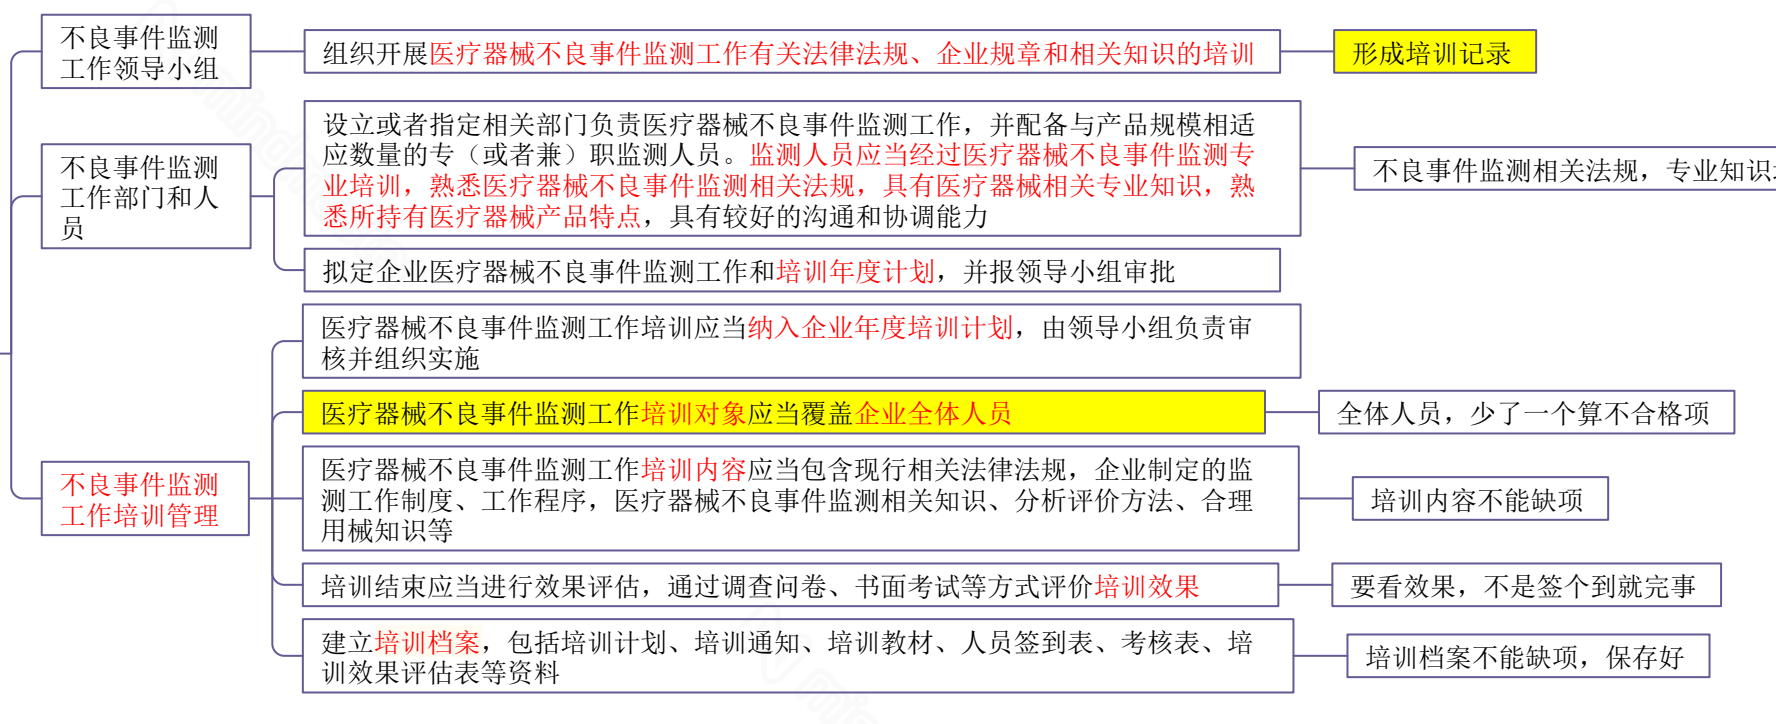 不良事件监测
工作领导小组
组织开展医疗器械不良事件监测工作有关法律法规、企业规章和相关知识的培训
形成培训记录
不良事件监测
工作部门和人
员
设立或者指定相关部门负责医疗器械不良事件监测工作，并配备与产品规模相适
应数量的专（或者兼）职监测人员。监测人员应当经过医疗器械不良事件监测专
业培训，熟悉医疗器械不良事件监测相关法规，具有医疗器械相关专业知识，熟
悉所持有医疗器械产品特点，具有较好的沟通和协调能力
不良事件监测相关法规，专业知识
拟定企业医疗器械不良事件监测工作和培训年度计划，并报领导小组审批
不良事件监测
工作培训管理
医疗器械不良事件监测工作培训应当纳入企业年度培训计划，由领导小组负责审
核并组织实施
医疗器械不良事件监测工作培训对象应当覆盖企业全体人员
全体人员，少了一个算不合格项
医疗器械不良事件监测工作培训内容应当包含现行相关法律法规，企业制定的监
测工作制度、工作程序，医疗器械不良事件监测相关知识、分析评价方法、合理
用械知识等
培训内容不能缺项
培训结束应当进行效果评估，通过调查问卷、书面考试等方式评价培训效果
要看效果，不是签个到就完事
建立培训档案，包括培训计划、培训通知、培训教材、人员签到表、考核表、培
训效果评估表等资料
培训档案不能缺项，保存好